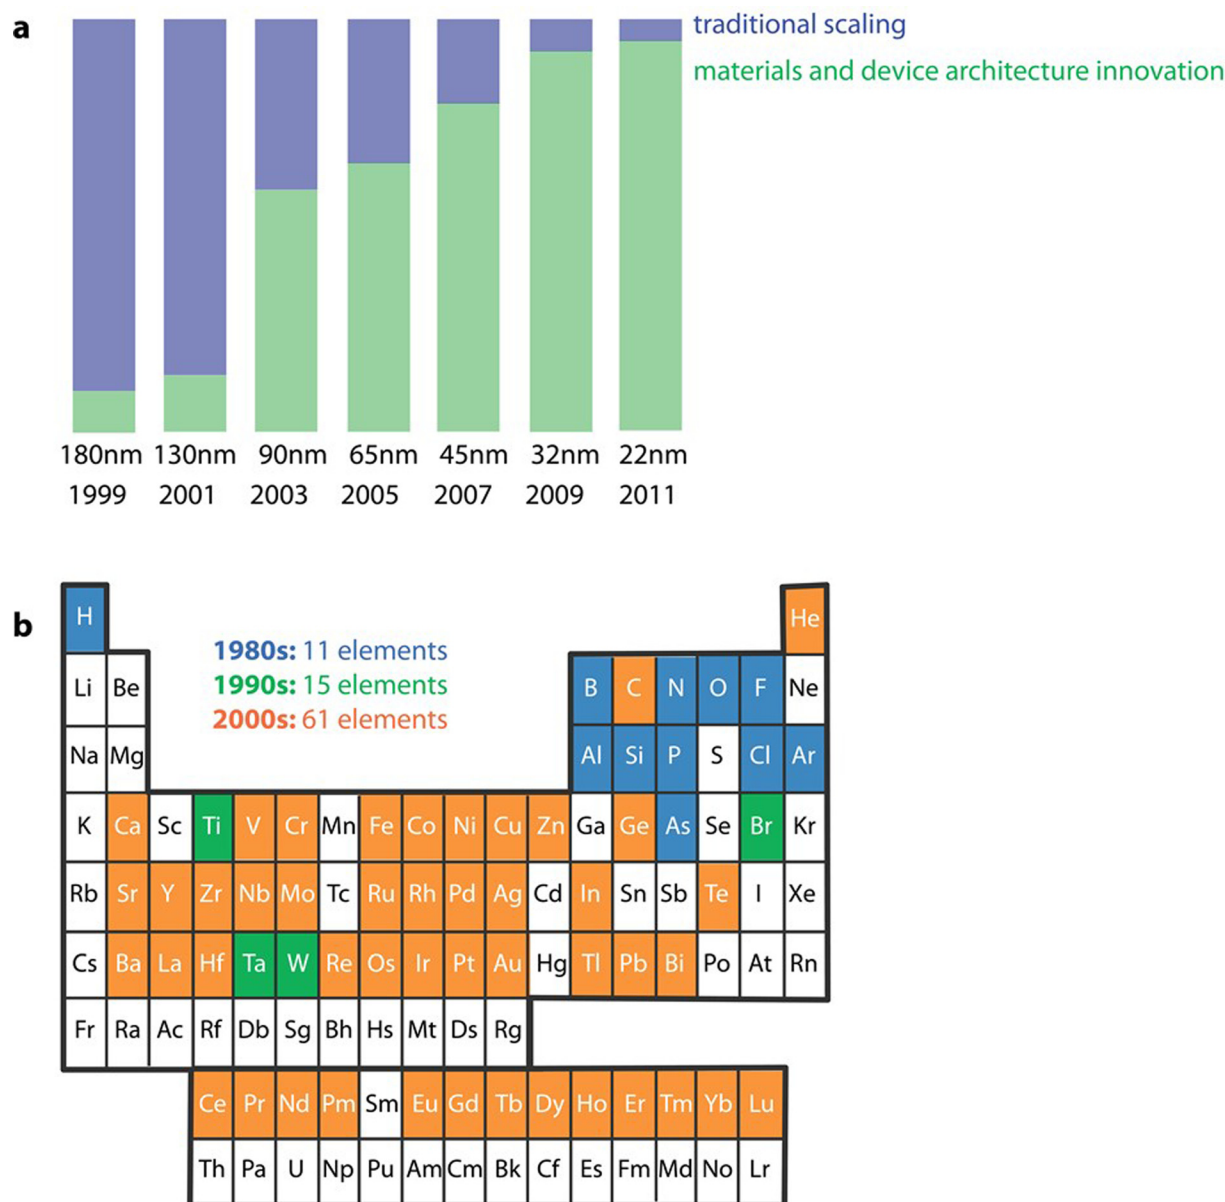 a
traditional scaling
materials and device architecture innovation
180nm 130nm 90nm 65nm 45nm 32nm 22nm
1999 2001 2003 2005 2007 2009 2011
b
1980s: 11 elements
1990s: 15 elements
2000s: 61 elements
H He
Li Be B C N O F Ne
Na Mg Al Si P S Cl Ar
K Ca Sc Ti V Cr Mn Fe Co Ni Cu Zn Ga Ge As Se Br Kr
Rb Sr Y Zr Nb Mo Tc Ru Rh Pd Ag Cd In Sn Sb Te I Xe
Cs Ba La Hf Ta W Re Os Ir Pt Au Hg Tl Pb Bi Po At Rn
Fr Ra Ac Rf Db Sg Bh Hs Mt Ds Rg
Ce Pr Nd Pm Sm Eu Gd Tb Dy Ho Er Tm Yb Lu
Th Pa U Np Pu Am Cm Bk Cf Es Fm Md No Lr